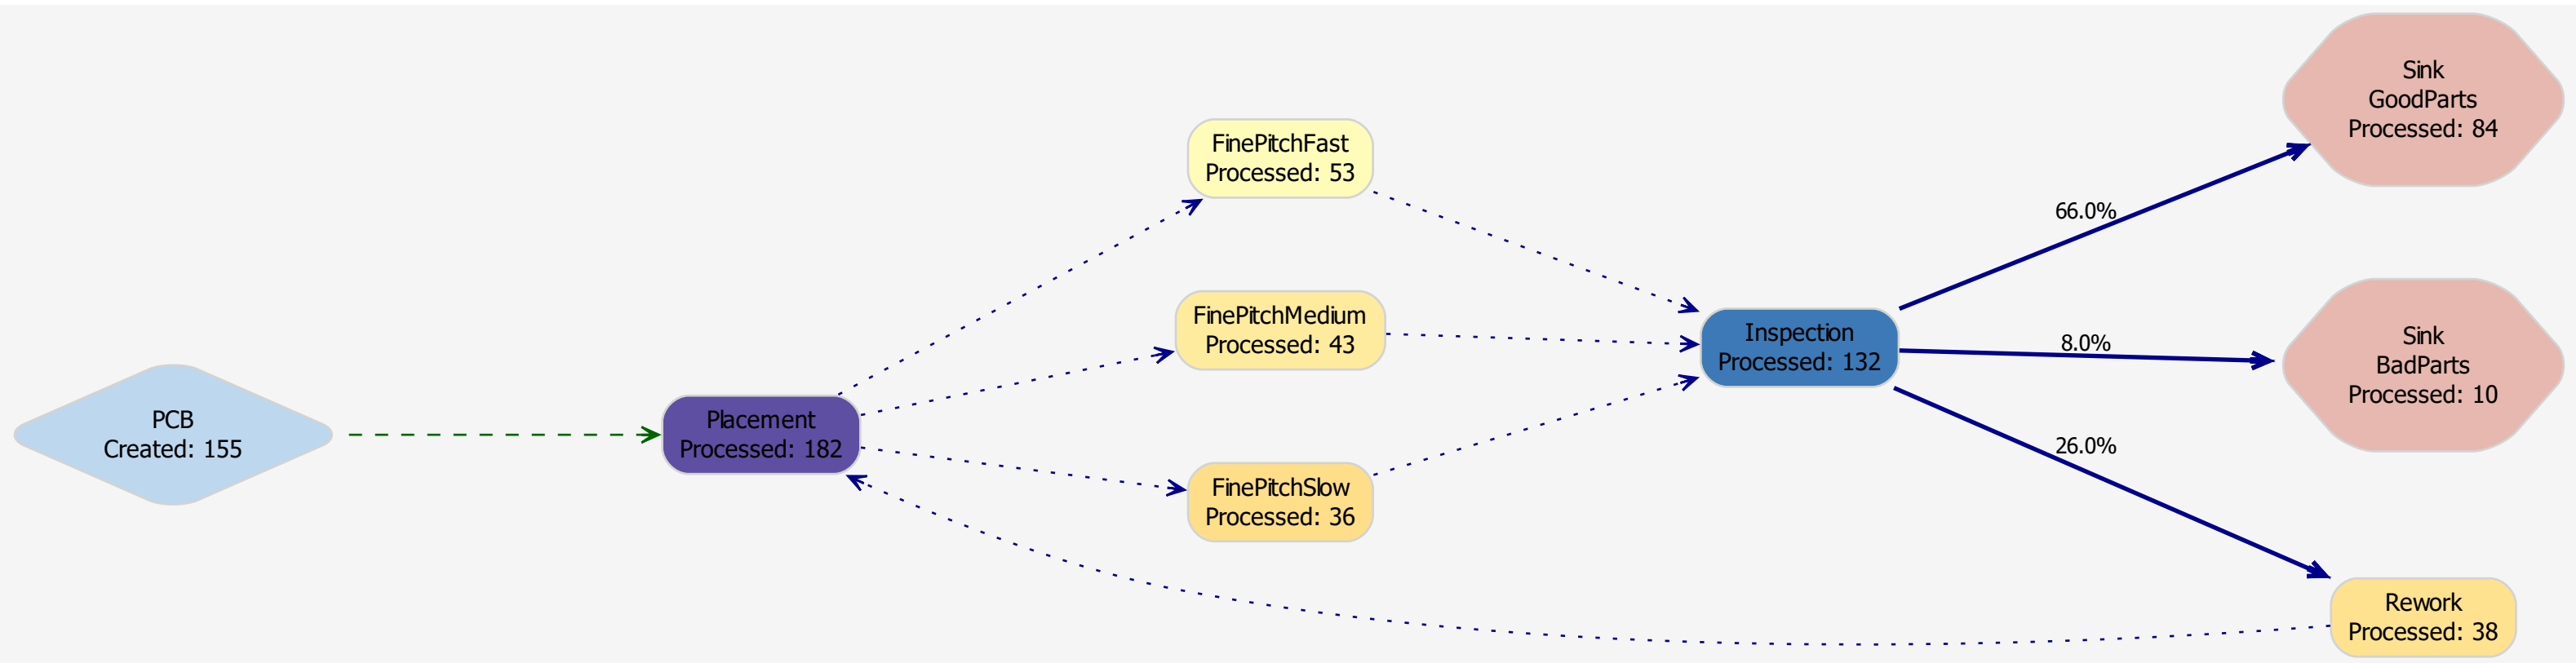 PCB
Created: 155
Placement
Processed: 182
FinePitchFast
Processed: 53
FinePitchMedium
Processed: 43
FinePitchSlow
Processed: 36
Inspection
Processed: 132
66.0%
8.0%
26.0%
Sink
GoodParts
Processed: 84
Sink
BadParts
Processed: 10
Rework
Processed: 38